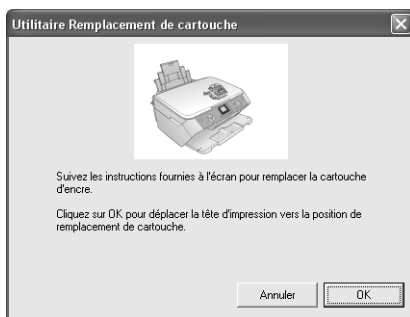 Utilitaire Remplacement de cartouche
Suivez les instructions fournies à l'écran pour remplacer la cartouche
d'encre.
Cliquez sur OK pour déplacer la tête d'impression vers la position de
remplacement de cartouche.
Annuler
OK